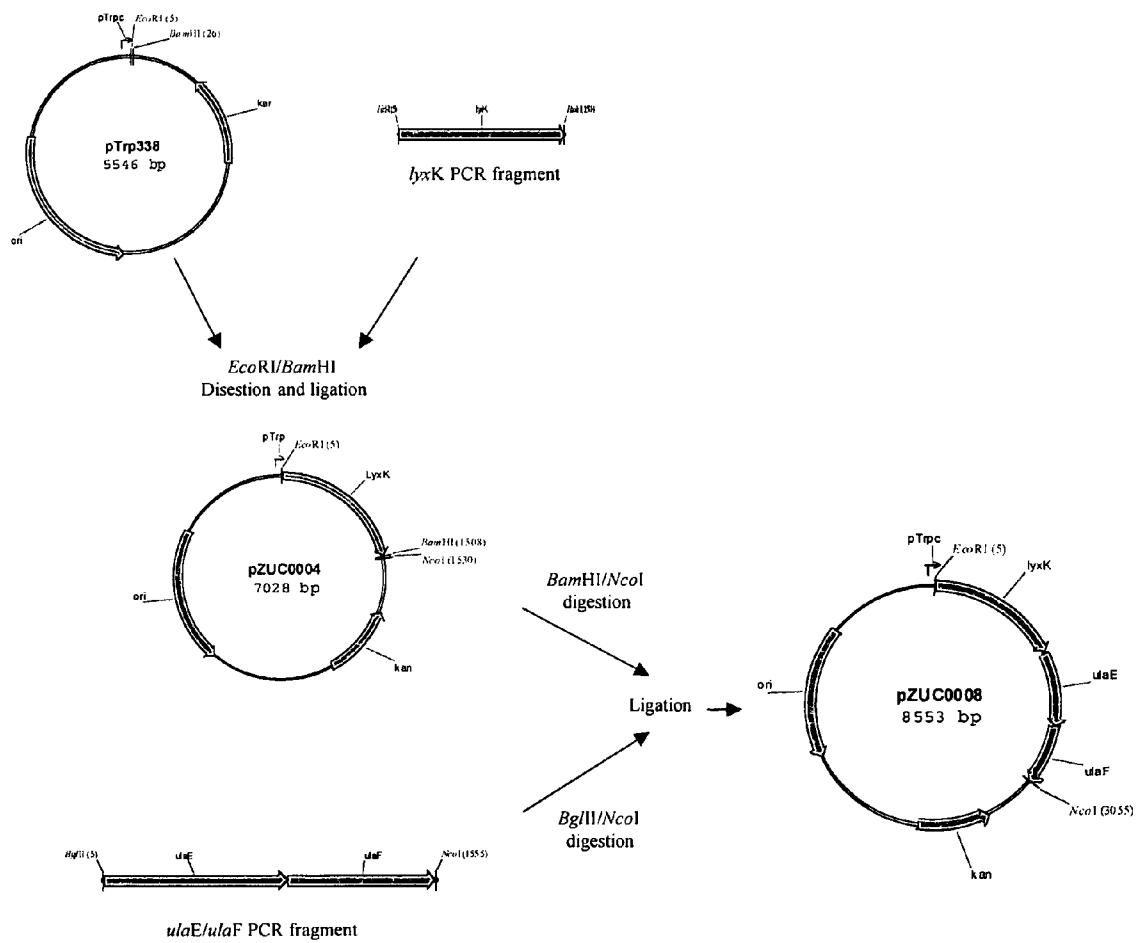 pTrpc
EcoRI (5)
BamHI (26)
kar
pTrp338
5546 bp
ori
lyxK PCR fragment
EcoRI/BamHI
Disestion and ligation
pTrp
EcoRI (5)
LyxK
BamHI (1508)
NcoI (1530)
pZUC0004
7028 bp
ori
kan
BamHI/NcoI
digestion
Ligation
BglII/NcoI
digestion
pTrpc
EcoRI (5)
lyxK
ulaE
ori
pZUC0008
8553 bp
ulaF
NcoI (3055)
kan
BglII (5)
ulaE
ulaF
NcoI (1555)
ulaE/ulaF PCR fragment